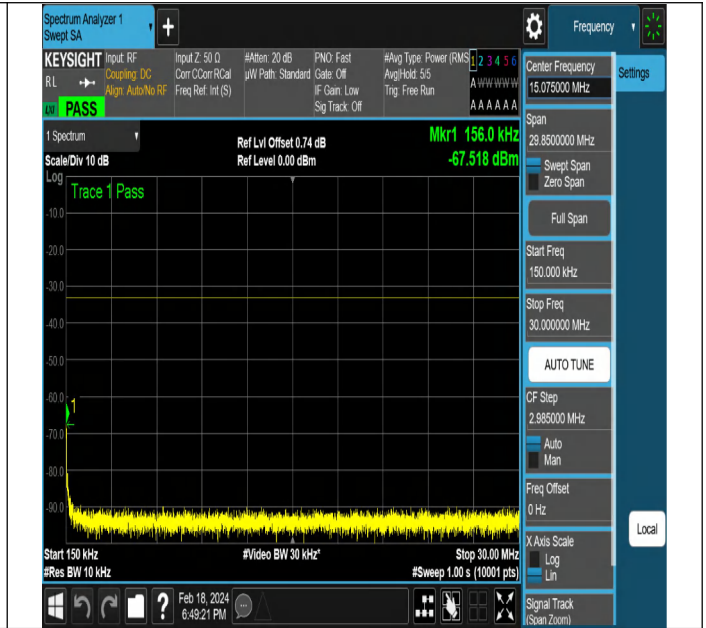 Spectrum Analyzer 1
Swept SA
+
Frequency
KEYSIGHT
RL
LXI PASS
Input: RF
Coupling: DC
Align: Auto/No RF
Input Z: 50 Ω
Corr CCorr RCal
Freq Ref: Int (S)
#Atten: 20 dB
µW Path: Standard
PNO: Fast
Gate: Off
IF Gain: Low
Sig Track: Off
#Avg Type: Power (RMS
Avg|Hold: 5/5
Trig: Free Run
1 2 3 4 5 6
A W W W W W
A A A A A A
1 Spectrum
Scale/Div 10 dB
Ref Lvl Offset 0.74 dB
Ref Level 0.00 dBm
Mkr1 156.0 kHz
-67.518 dBm
Log
Trace 1 Pass
-10.0
-20.0
-30.0
-40.0
-50.0
-60.0
1
-70.0
-80.0
-90.0
Start 150 kHz
#Res BW 10 kHz
#Video BW 30 kHz*
Stop 30.00 MHz
#Sweep 1.00 s (10001 pts)
Center Frequency
15.075000 MHz
Settings
Span
29.8500000 MHz
Swept Span
Zero Span
Full Span
Start Freq
150.000 kHz
Stop Freq
30.000000 MHz
AUTO TUNE
CF Step
2.985000 MHz
Auto
Man
Freq Offset
0 Hz
X Axis Scale
Log
Lin
Local
Signal Track
(Span Zoom)
?
Feb 18, 2024
6:49:21 PM